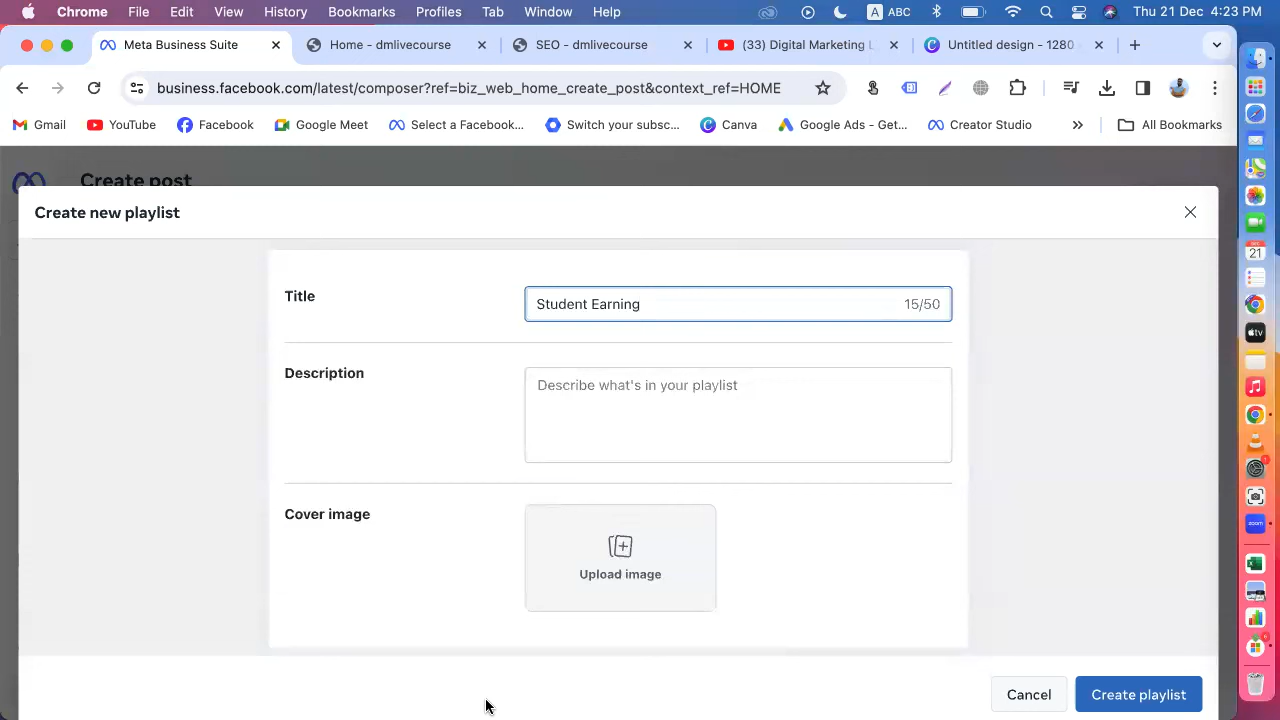 Chrome File Edit View History Bookmarks Profiles Tab Window Help A ABC Thu 21 Dec 4:23 PM
Meta Business Suite Home - dmlivecourse SEO - dmlivecourse (33) Digital Marketing L Untitled design - 1280
business.facebook.com/latest/composer?ref=biz_web_home_create_post&context_ref=HOME
Gmail YouTube Facebook Google Meet Select a Facebook... Switch your subsc... Canva Google Ads - Get... Creator Studio All Bookmarks
Create post
Create new playlist
Title
Student Earning 15/50
Description
Describe what's in your playlist
Cover image
Upload image
Cancel Create playlist
21
tv
zoom